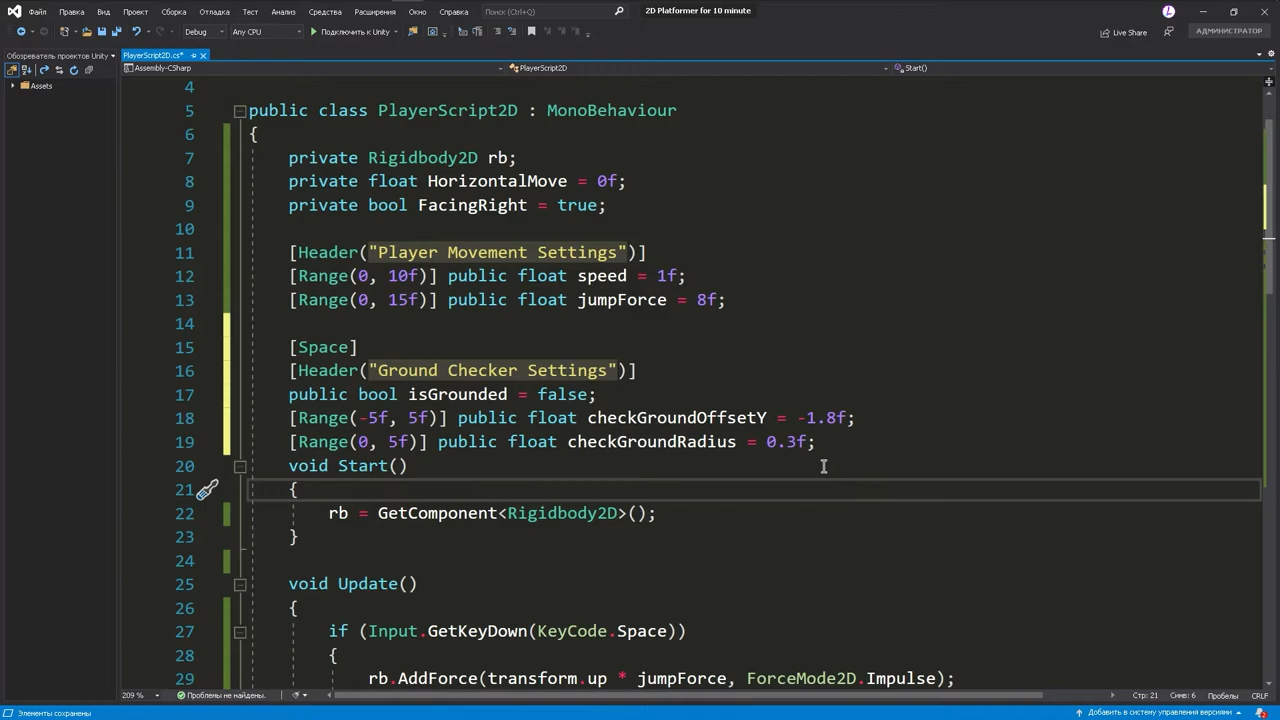 Файл Правка Вид Git Проект Сборка Отладка Тест Анализ Средства Расширения Окно Справка Поиск (Ctrl+Q) 2D Platformer for 10 minute L
Debug Any CPU Подключить к Unity Live Share АДМИНИСТРАТОР
Обозреватель проектов Unity PlayerScript2D.cs*
Assembly-CSharp PlayerScript2D Start()
Assets
4
5 public class PlayerScript2D : MonoBehaviour
6 {
7 private Rigidbody2D rb;
8 private float HorizontalMove = 0f;
9 private bool FacingRight = true;
10
11 [Header("Player Movement Settings")]
12 [Range(0, 10f)] public float speed = 1f;
13 [Range(0, 15f)] public float jumpForce = 8f;
14
15 [Space]
16 [Header("Ground Checker Settings")]
17 public bool isGrounded = false;
18 [Range(-5f, 5f)] public float checkGroundOffsetY = -1.8f;
19 [Range(0, 5f)] public float checkGroundRadius = 0.3f;
20 void Start()
21 {
22 rb = GetComponent<Rigidbody2D>();
23 }
24
25 void Update()
26 {
27 if (Input.GetKeyDown(KeyCode.Space))
28 {
29 rb.AddForce(transform.up * jumpForce, ForceMode2D.Impulse);
209 % Проблемы не найдены. Стр: 21 Симв: 6 Пробелы CRLF
Элементы сохранены Добавить в систему управления версиями 2